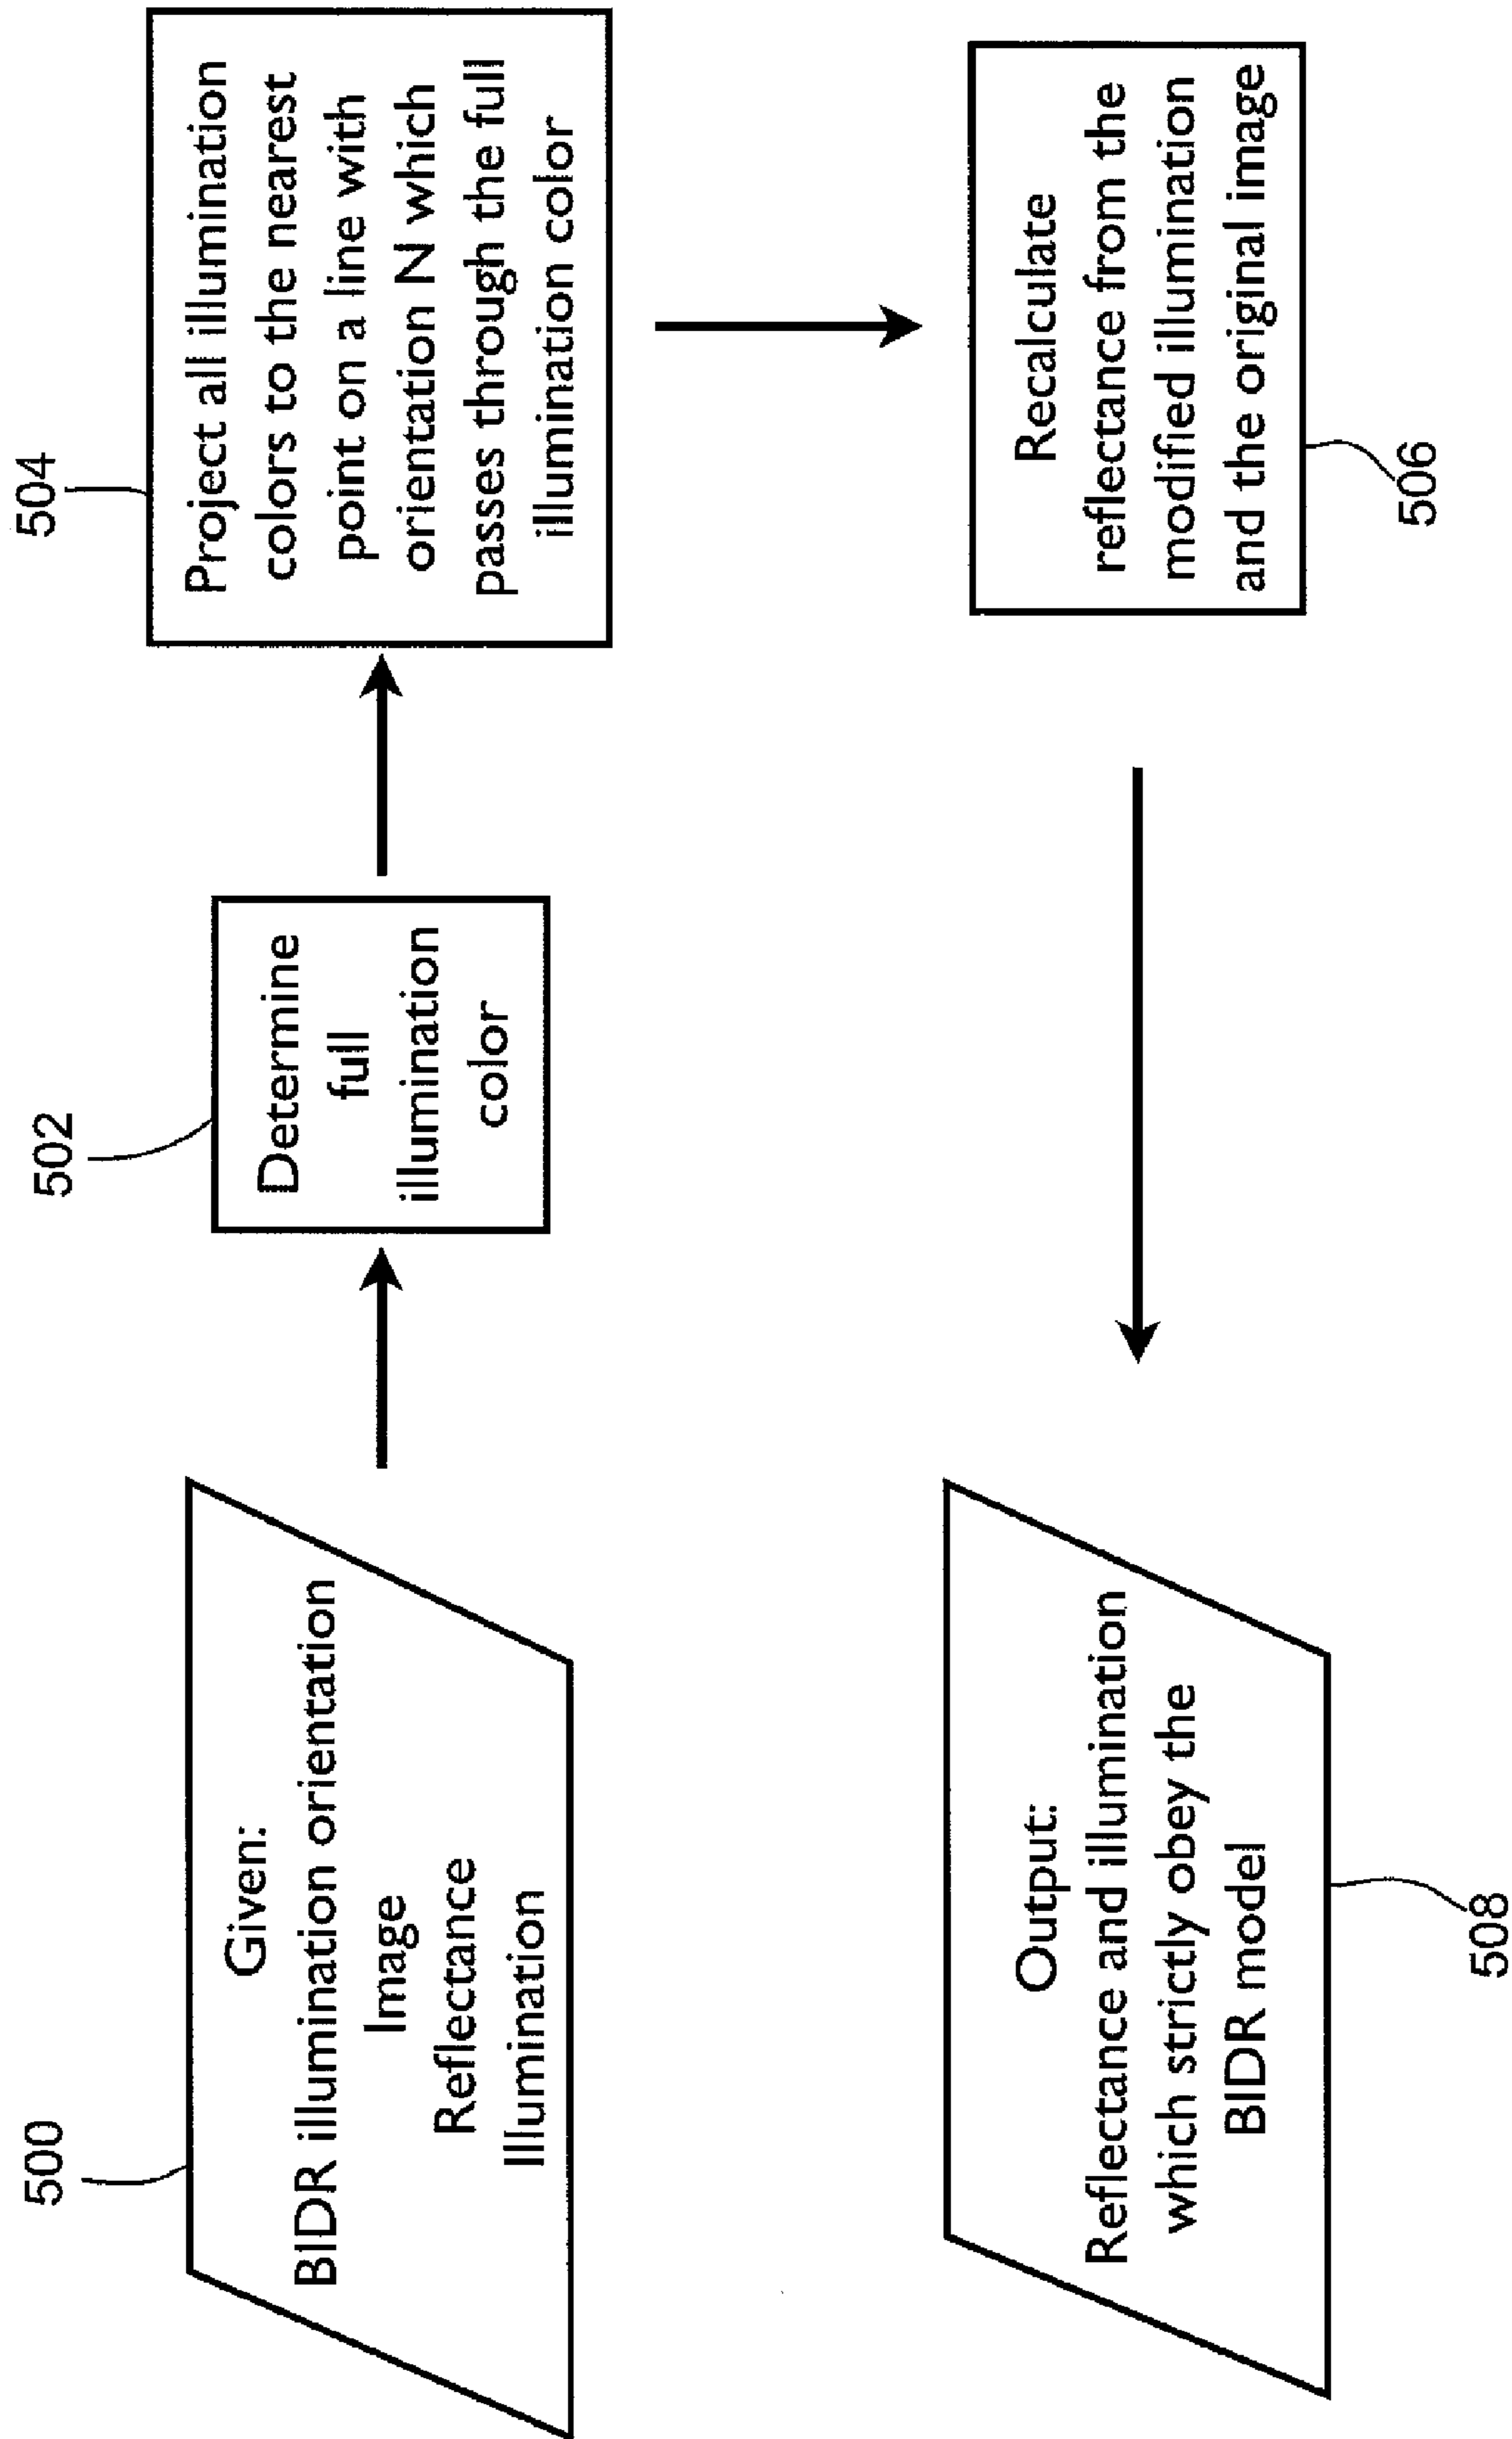 500
Given:
BIDR illumination orientation
Image
Reflectance
Illumination
502
Determine
full
illumination
color
504
Project all illumination
colors to the nearest
point on a line with
orientation N which
passes through the full
illumination color
Recalculate
reflectance from the
modified illumination
and the original image
506
Output:
Reflectance and illumination
which strictly obey the
BIDR model
508